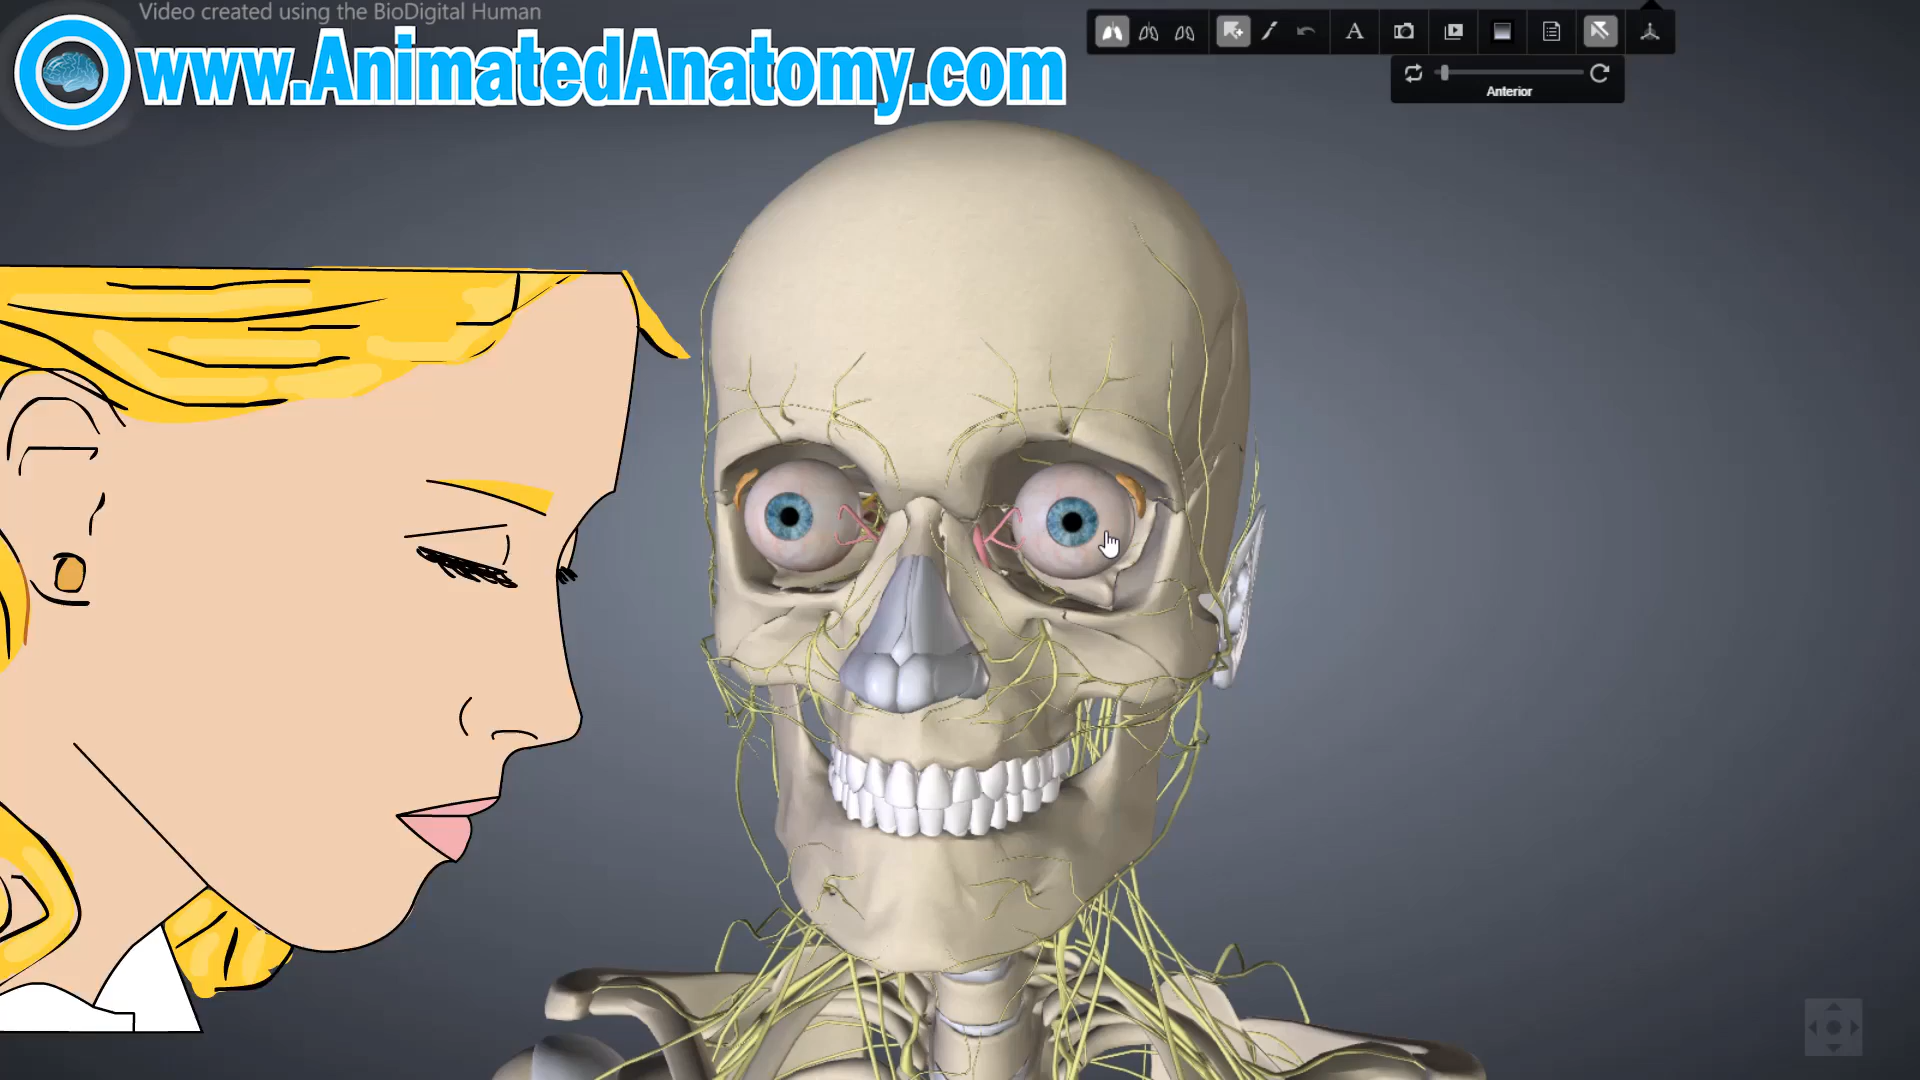 Video created using the BioDigital Human
www.AnimatedAnatomy.com
A
Anterior